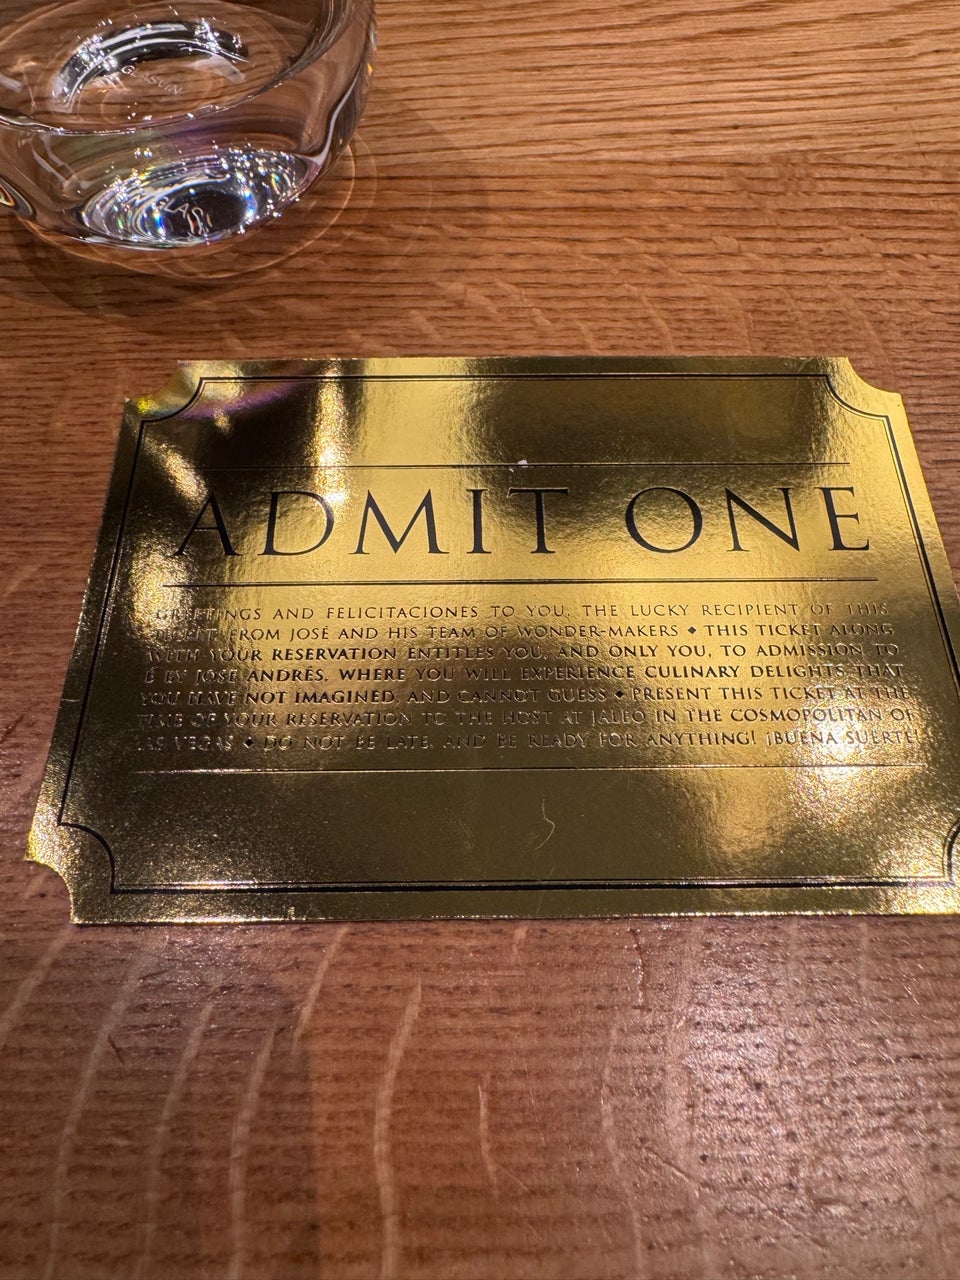 ADMIT ONE
GREETINGS AND FELICITACIONES TO YOU, THE LUCKY RECIPIENT OF THIS
TICKET FROM JOSÉ AND HIS TEAM OF WONDER-MAKERS ◆ THIS TICKET ALONG
WITH YOUR RESERVATION ENTITLES YOU, AND ONLY YOU, TO ADMISSION TO
É BY JOSÉ ANDRÉS, WHERE YOU WILL EXPERIENCE CULINARY DELIGHTS THAT
YOU HAVE NOT IMAGINED, AND CANNOT GUESS ◆ PRESENT THIS TICKET AT THE
TIME OF YOUR RESERVATION TO THE HOST AT JALEO IN THE COSMOPOLITAN OF
LAS VEGAS ◆ DO NOT BE LATE, AND BE READY FOR ANYTHING! ¡BUENA SUERTE!